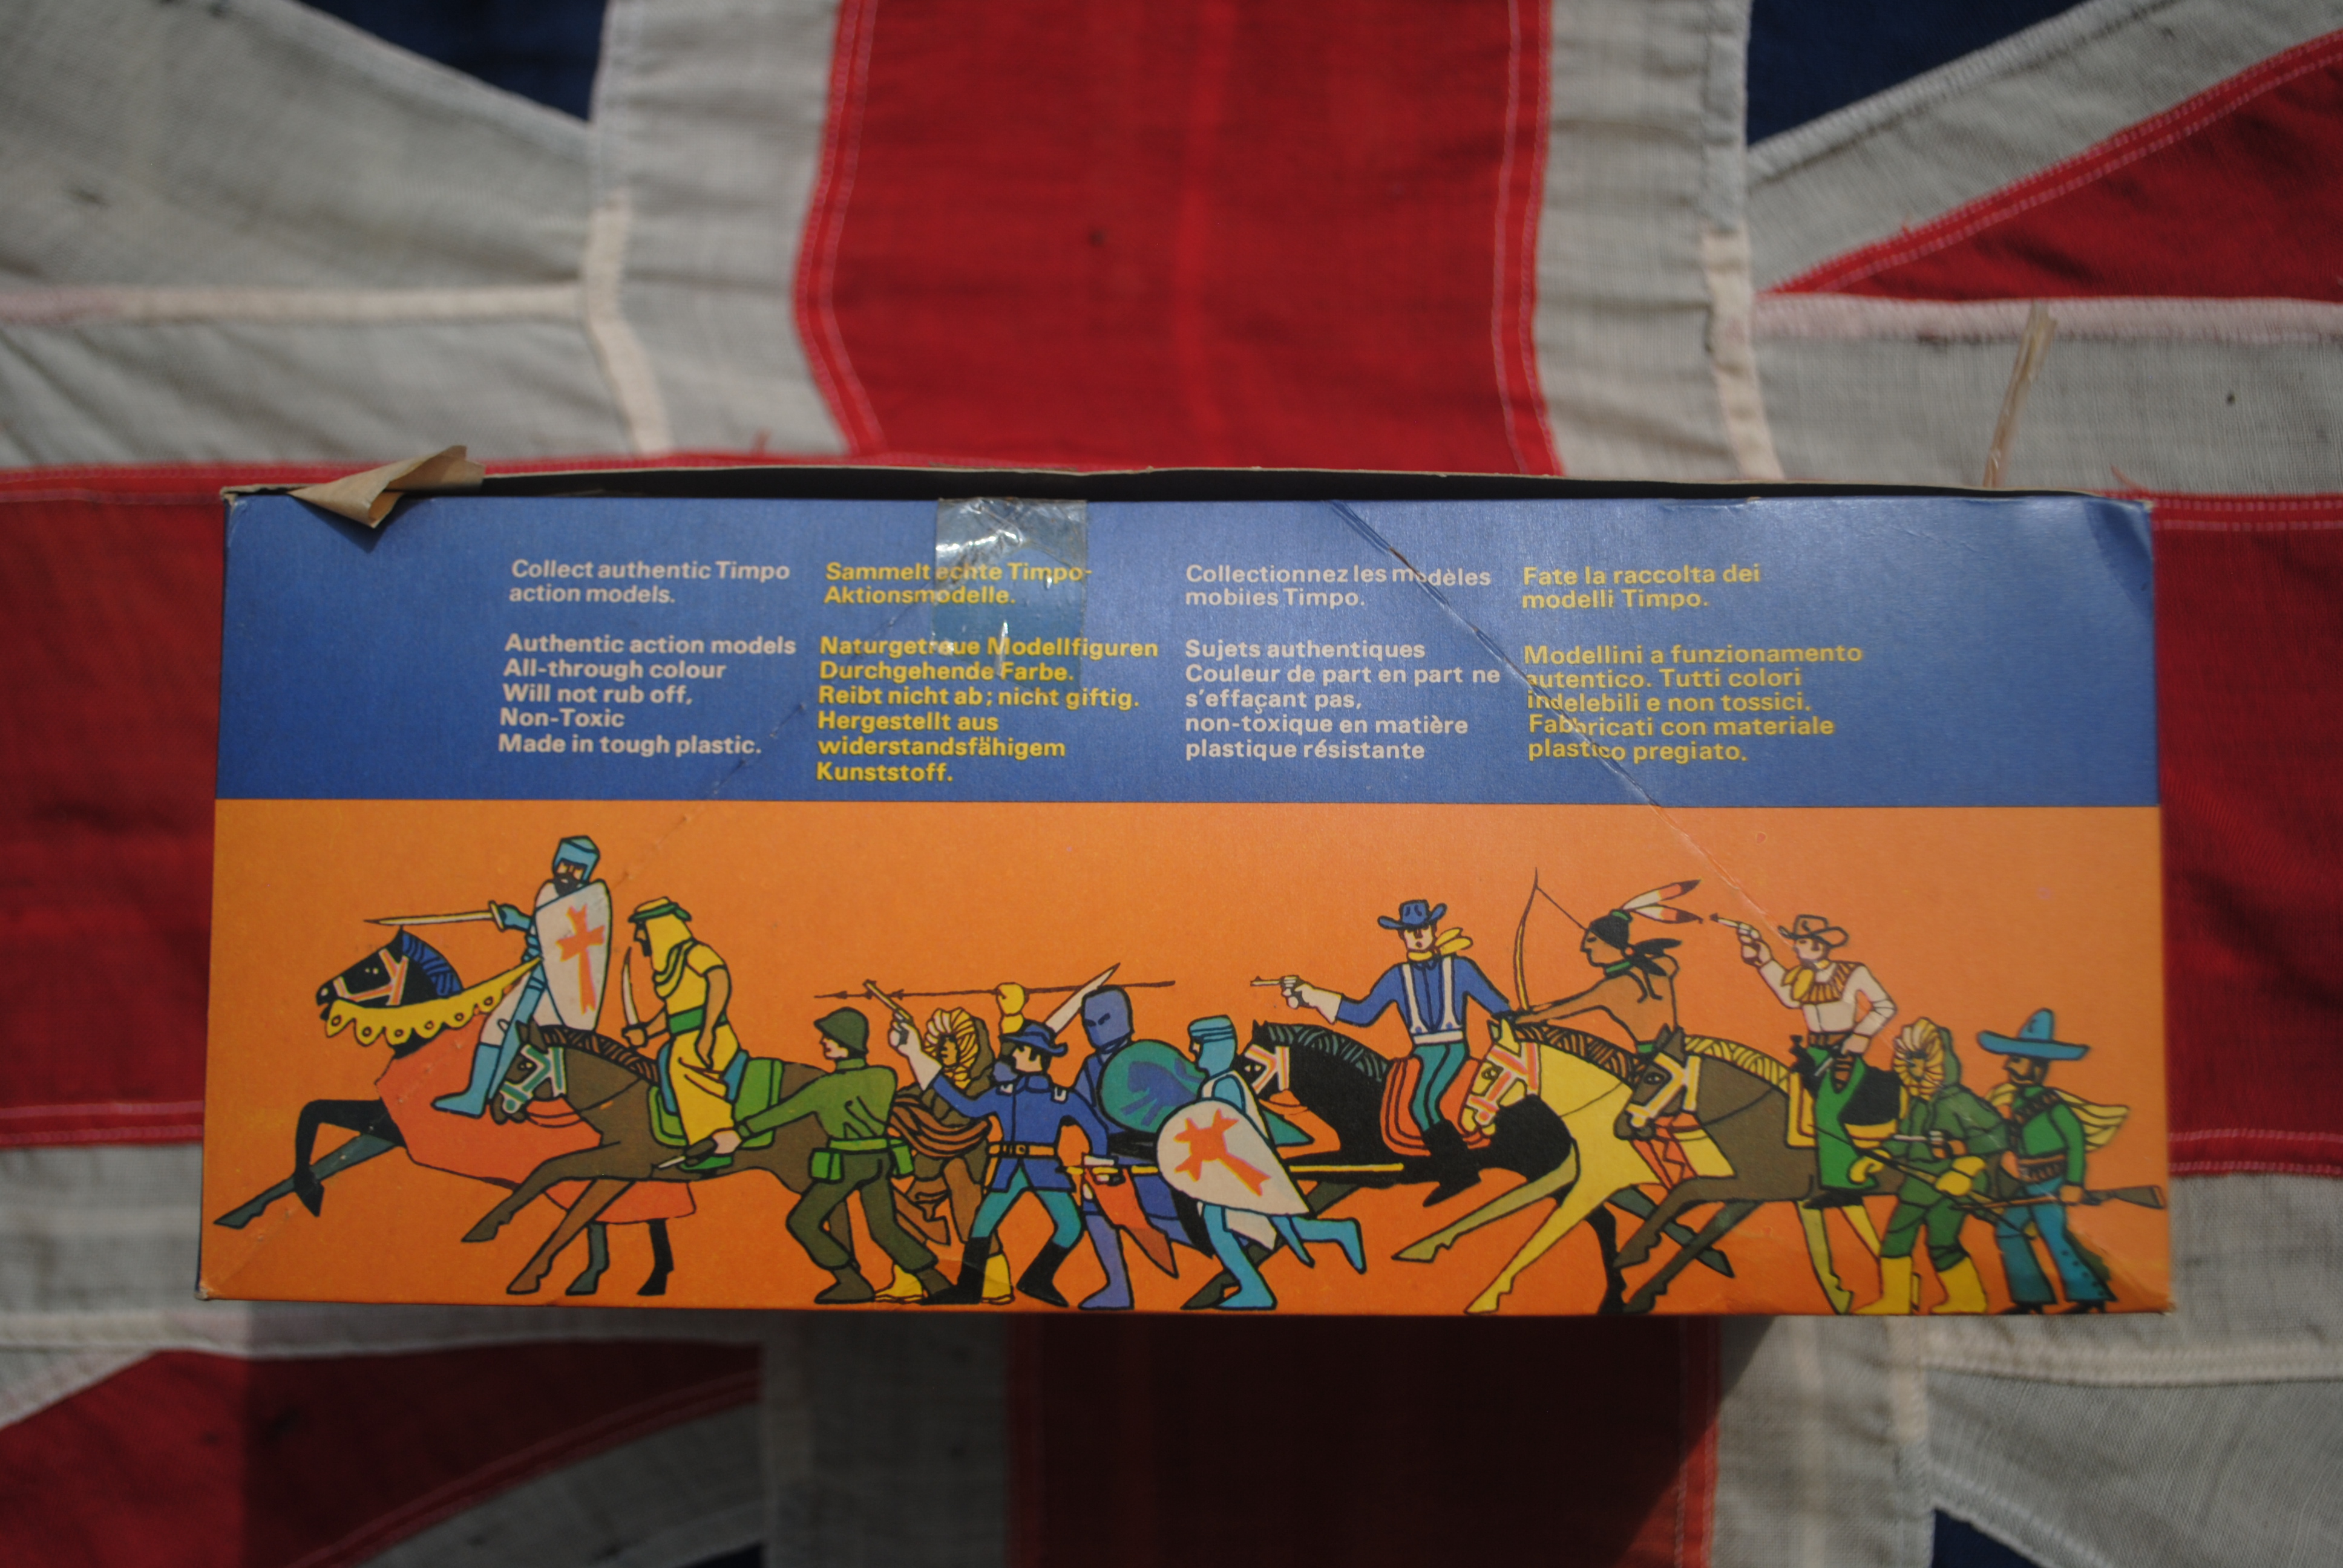 Collect authentic Timpo
action models.
Authentic action models
All-through colour
Will not rub off,
Non-Toxic
Made in tough plastic.
Sammelt echte Timpo-
Aktionsmodelle.
Naturgetreue Modellfiguren
Durchgehende Farbe.
Reibt nicht ab; nicht giftig.
Hergestellt aus
widerstandsfähigem
Kunststoff.
Collectionnez les modèles
mobiles Timpo.
Sujets authentiques
Couleur de part en part ne
s'effaçant pas,
non-toxique en matière
plastique résistante
Fate la raccolta dei
modelli Timpo.
Modellini a funzionamento
autentico. Tutti colori
indelebili e non tossici.
Fabbricati con materiale
plastico pregiato.